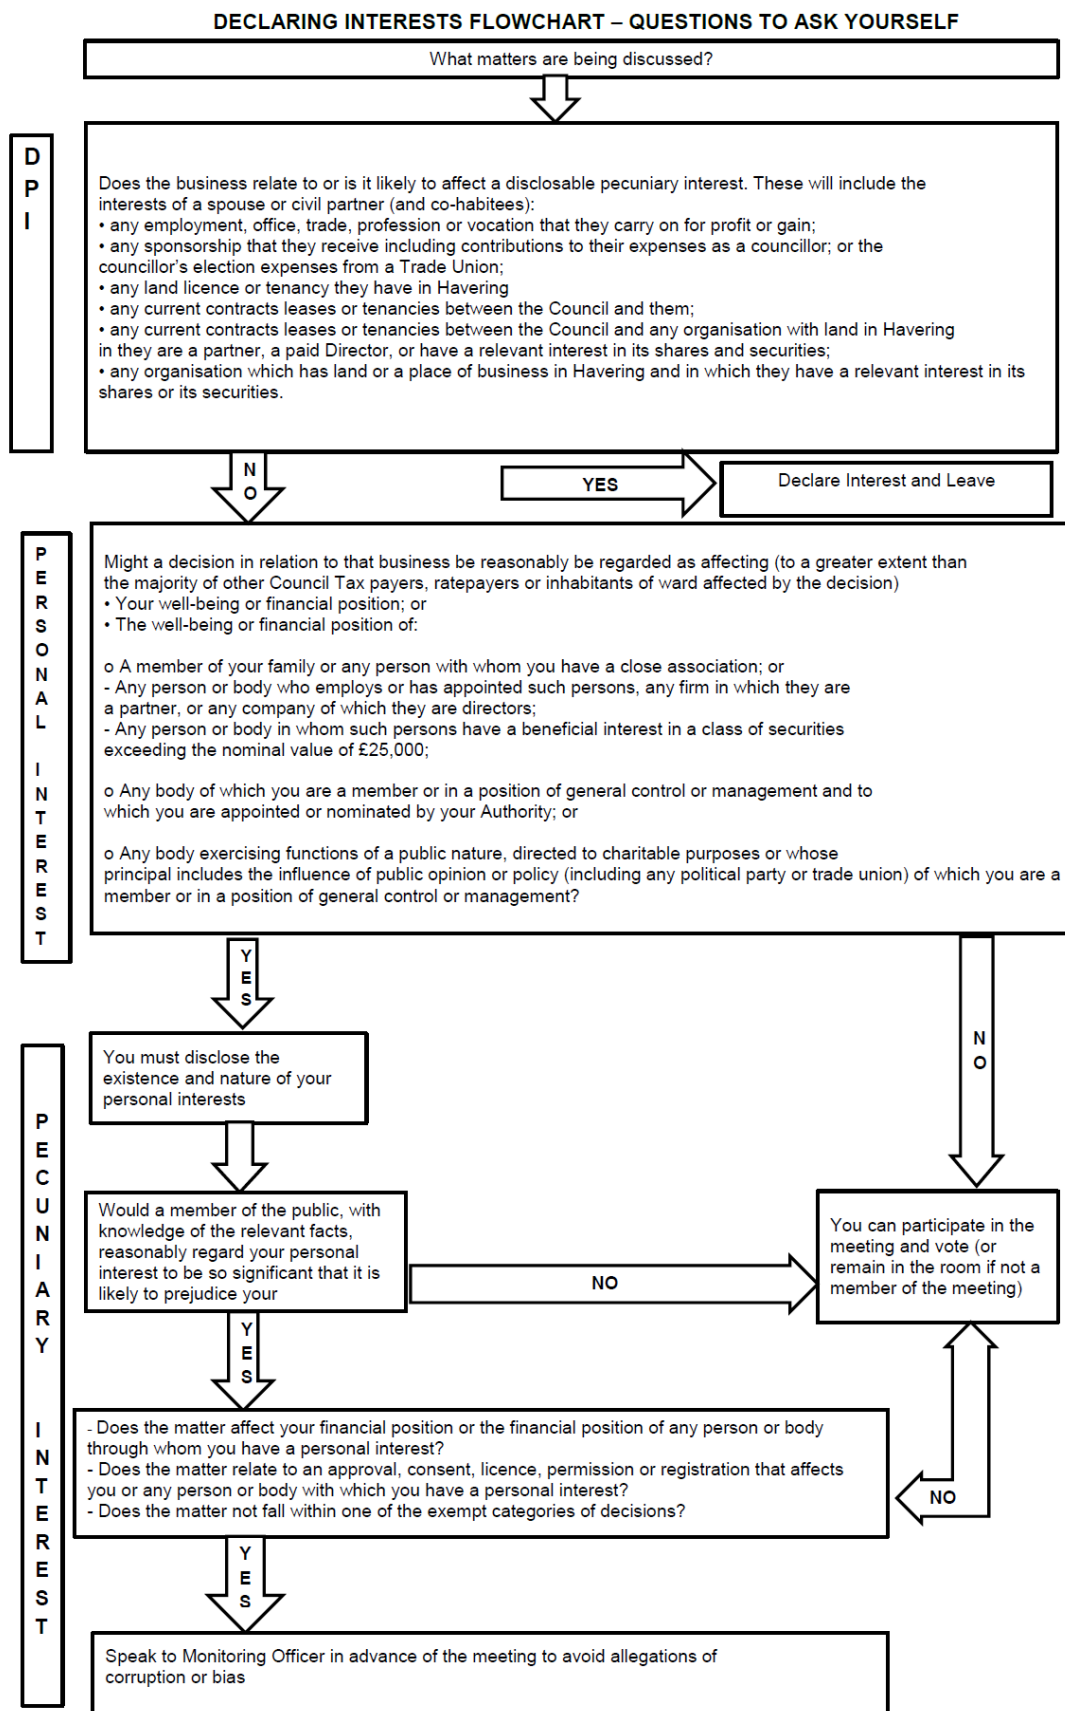 DECLARING INTERESTS FLOWCHART – QUESTIONS TO ASK YOURSELF
What matters are being discussed?
D
P
I
Does the business relate to or is it likely to affect a disclosable pecuniary interest. These will include the
interests of a spouse or civil partner (and co-habitees):
• any employment, office, trade, profession or vocation that they carry on for profit or gain;
• any sponsorship that they receive including contributions to their expenses as a councillor; or the
councillor's election expenses from a Trade Union;
• any land licence or tenancy they have in Havering
• any current contracts leases or tenancies between the Council and them;
• any current contracts leases or tenancies between the Council and any organisation with land in Havering
in they are a partner, a paid Director, or have a relevant interest in its shares and securities;
• any organisation which has land or a place of business in Havering and in which they have a relevant interest in its
shares or its securities.
N
O
YES
Declare Interest and Leave
P
E
R
S
O
N
A
L
I
N
T
E
R
E
S
T
Might a decision in relation to that business be reasonably be regarded as affecting (to a greater extent than
the majority of other Council Tax payers, ratepayers or inhabitants of ward affected by the decision)
• Your well-being or financial position; or
• The well-being or financial position of:
o A member of your family or any person with whom you have a close association; or
- Any person or body who employs or has appointed such persons, any firm in which they are
a partner, or any company of which they are directors;
- Any person or body in whom such persons have a beneficial interest in a class of securities
exceeding the nominal value of £25,000;
o Any body of which you are a member or in a position of general control or management and to
which you are appointed or nominated by your Authority; or
o Any body exercising functions of a public nature, directed to charitable purposes or whose
principal includes the influence of public opinion or policy (including any political party or trade union) of which you are a
member or in a position of general control or management?
Y
E
S
N
O
P
E
C
U
N
I
A
R
Y
I
N
T
E
R
E
S
T
You must disclose the
existence and nature of your
personal interests
Would a member of the public, with
knowledge of the relevant facts,
reasonably regard your personal
interest to be so significant that it is
likely to prejudice your
NO
You can participate in the
meeting and vote (or
remain in the room if not a
member of the meeting)
Y
E
S
- Does the matter affect your financial position or the financial position of any person or body
through whom you have a personal interest?
- Does the matter relate to an approval, consent, licence, permission or registration that affects
you or any person or body with which you have a personal interest?
- Does the matter not fall within one of the exempt categories of decisions?
NO
Y
E
S
Speak to Monitoring Officer in advance of the meeting to avoid allegations of
corruption or bias